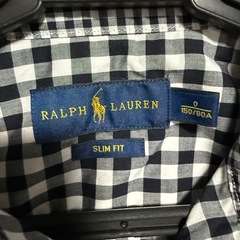 RALPH LAUREN
0
150/80A
SLIM FIT